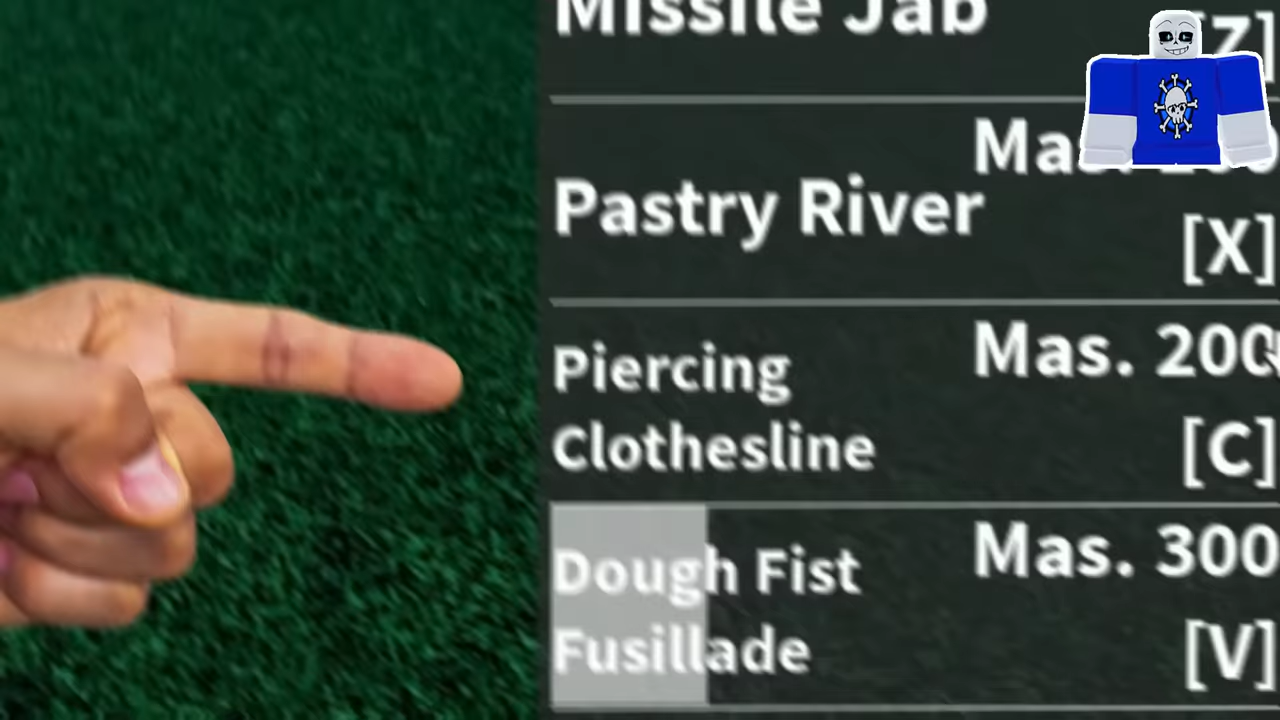 Missile Jab
[Z]
Pastry River
[X]
Piercing Mas. 200
Clothesline
[C]
Dough Fist Mas. 300
Fusillade
[V]